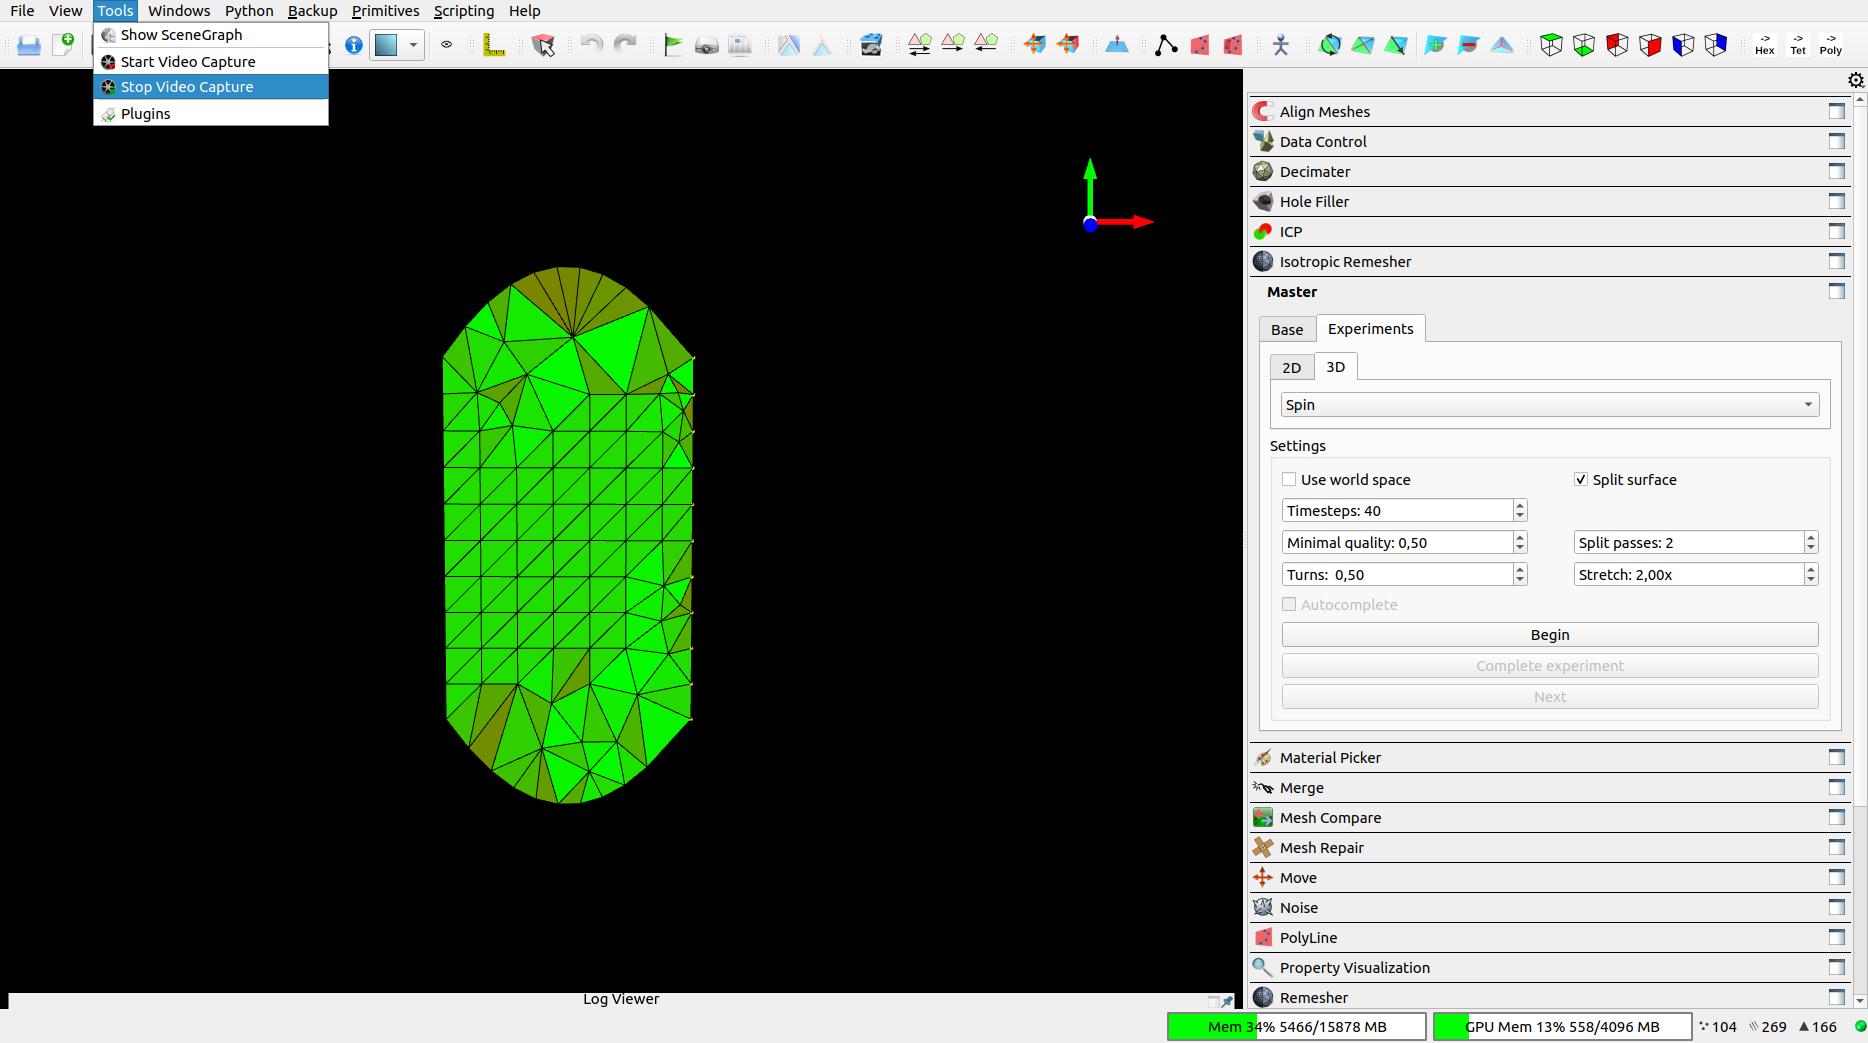 File View Tools Windows Python Backup Primitives Scripting Help
Show SceneGraph
Start Video Capture
Stop Video Capture
Plugins
-> Hex
-> Tet
-> Poly
Align Meshes
Data Control
Decimater
Hole Filler
ICP
Isotropic Remesher
Master
Base Experiments
2D 3D
Spin
Settings
Use world space Split surface
Timesteps: 40
Minimal quality: 0,50 Split passes: 2
Turns: 0,50 Stretch: 2,00x
Autocomplete
Begin
Complete experiment
Next
Material Picker
Merge
Mesh Compare
Mesh Repair
Move
Noise
PolyLine
Property Visualization
Remesher
Log Viewer
Mem 34% 5466/15878 MB GPU Mem 13% 558/4096 MB 104 269 166